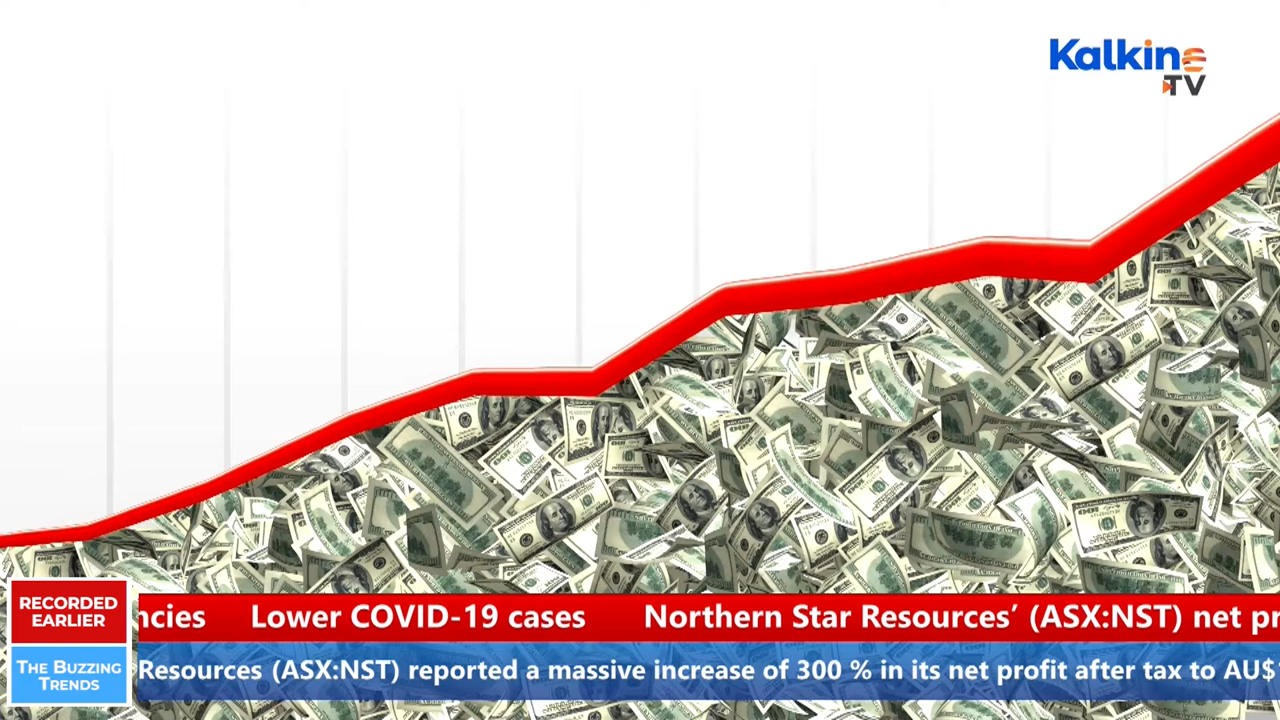 Kalkine
TV
RECORDED
EARLIER
ncies Lower COVID-19 cases Northern Star Resources’ (ASX:NST) net pr
THE BUZZING
TRENDS
Resources (ASX:NST) reported a massive increase of 300 % in its net profit after tax to AU$